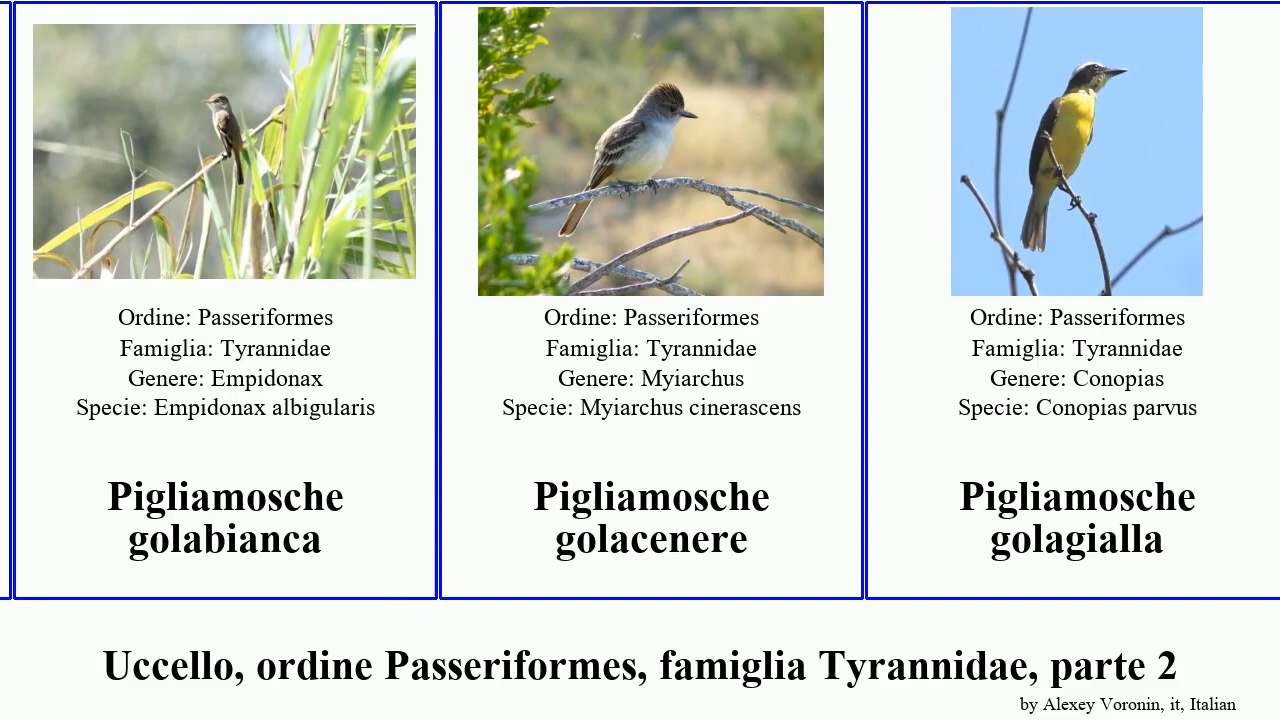 Ordine: Passeriformes
Famiglia: Tyrannidae
Genere: Empidonax
Specie: Empidonax albigularis
Pigliamosche
golabianca
Ordine: Passeriformes
Famiglia: Tyrannidae
Genere: Myiarchus
Specie: Myiarchus cinerascens
Pigliamosche
golacenere
Ordine: Passeriformes
Famiglia: Tyrannidae
Genere: Conopias
Specie: Conopias parvus
Pigliamosche
golagialla
Uccello, ordine Passeriformes, famiglia Tyrannidae, parte 2
by Alexey Voronin, it, Italian